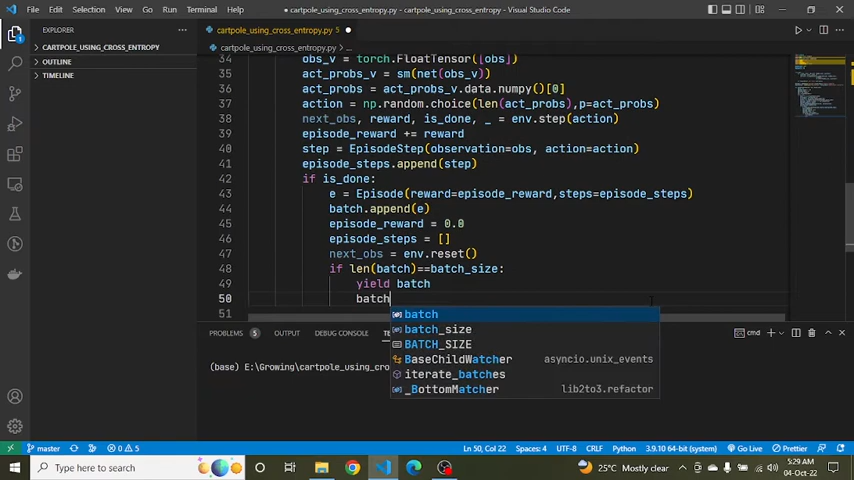 File Edit Selection View Go Run Terminal Help
● cartpole_using_cross_entropy.py - Visual Studio Code
EXPLORER
CARTPOLE_USING_CROSS_ENTROPY
OUTLINE
TIMELINE
cartpole_using_cross_entropy.py 5 ●
cartpole_using_cross_entropy.py > ...
34 obs_v = torch.FloatTensor([obs])
35 act_probs_v = sm(net(obs_v))
36 act_probs = act_probs_v.data.numpy()[0]
37 action = np.random.choice(len(act_probs),p=act_probs)
38 next_obs, reward, is_done, _ = env.step(action)
39 episode_reward += reward
40 step = EpisodeStep(observation=obs, action=action)
41 episode_steps.append(step)
42 if is_done:
43 e = Episode(reward=episode_reward,steps=episode_steps)
44 batch.append(e)
45 episode_reward = 0.0
46 episode_steps = []
47 next_obs = env.reset()
48 if len(batch)==batch_size:
49 yield batch
50 batch
51
batch
batch_size
BATCH_SIZE
BaseChildWatcher asyncio.unix_events
iterate_batches
_BottomMatcher lib2to3.refactor
PROBLEMS 5 OUTPUT DEBUG CONSOLE
cmd
(base) E:\Growing\cartpole_using_cro
master 0 5 Ln 50, Col 22 Spaces: 4 UTF-8 CRLF Python 3.9.10 64-bit (system) Go Live Prettier
Type here to search
25°C Mostly clear
5:29 AM
04-Oct-22